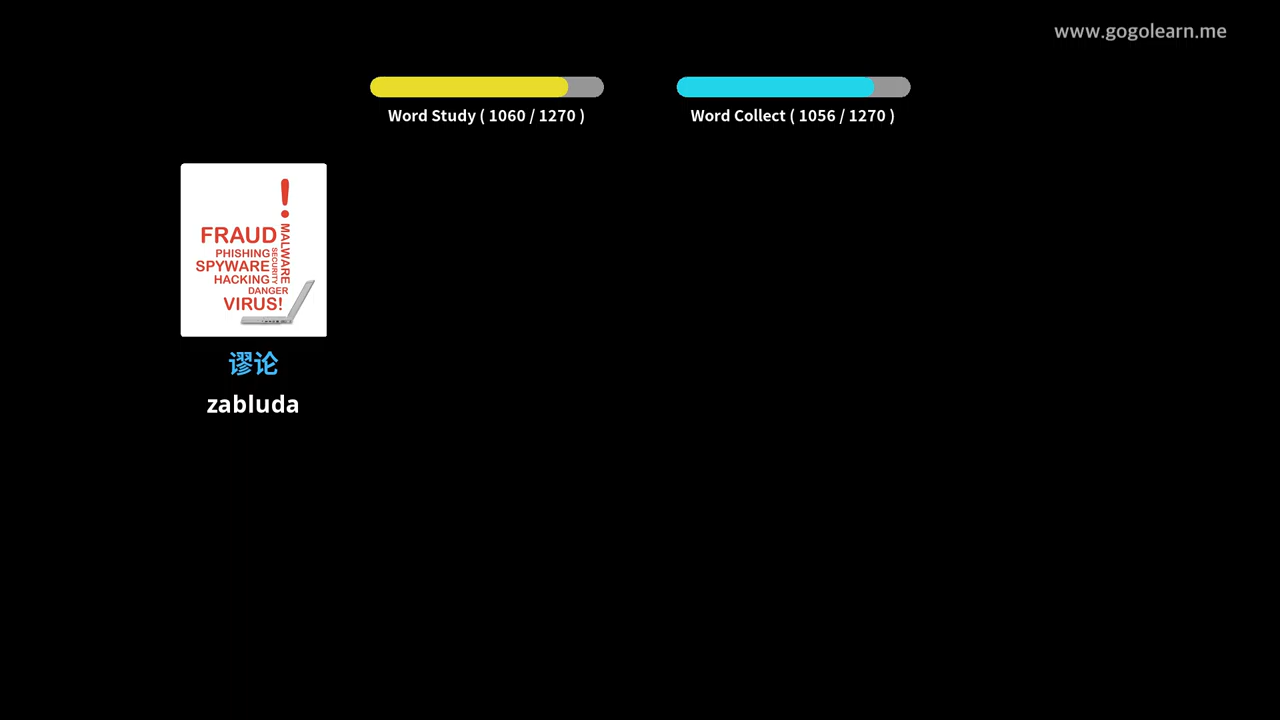 www.gogolearn.me
Word Study ( 1060 / 1270 )
Word Collect ( 1056 / 1270 )
!
FRAUD
MALWARE
PHISHING
SECURITY
SPYWARE
HACKING
DANGER
VIRUS!
谬论
zabluda